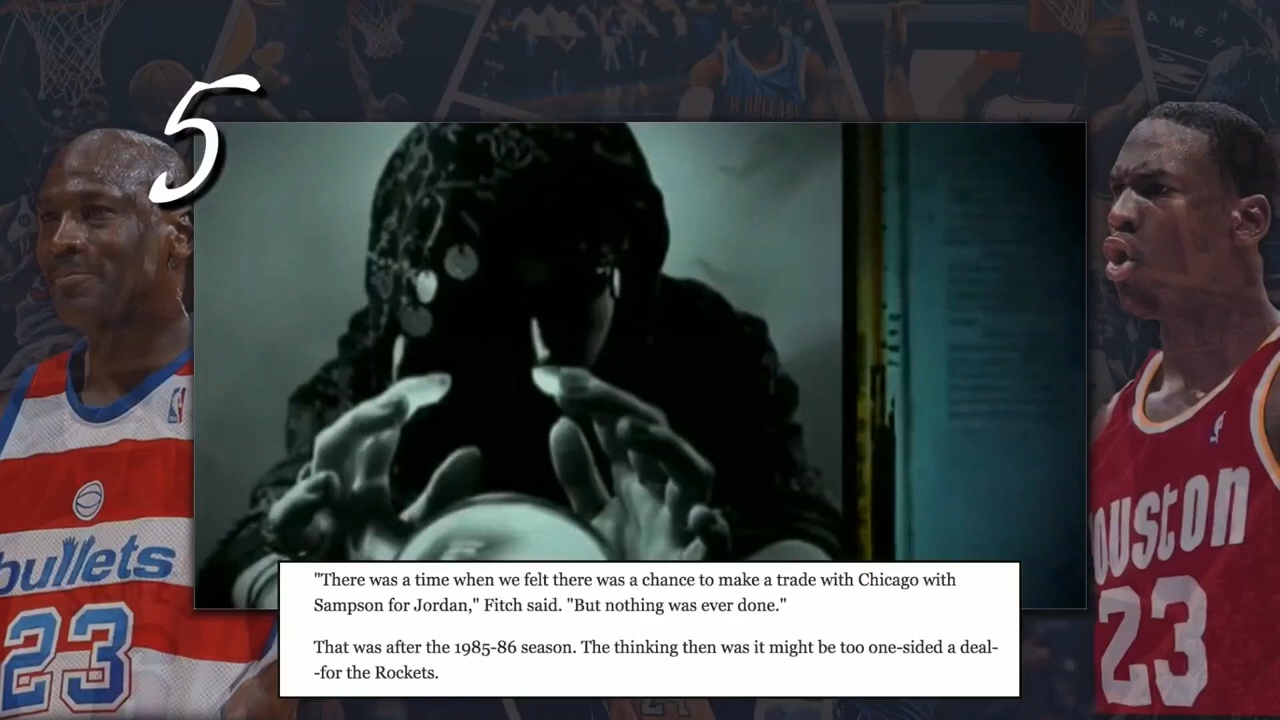 5
"There was a time when we felt there was a chance to make a trade with Chicago with
Sampson for Jordan," Fitch said. "But nothing was ever done."
That was after the 1985-86 season. The thinking then was it might be too one-sided a deal-
-for the Rockets.
bullets
23
HOUSTON
23